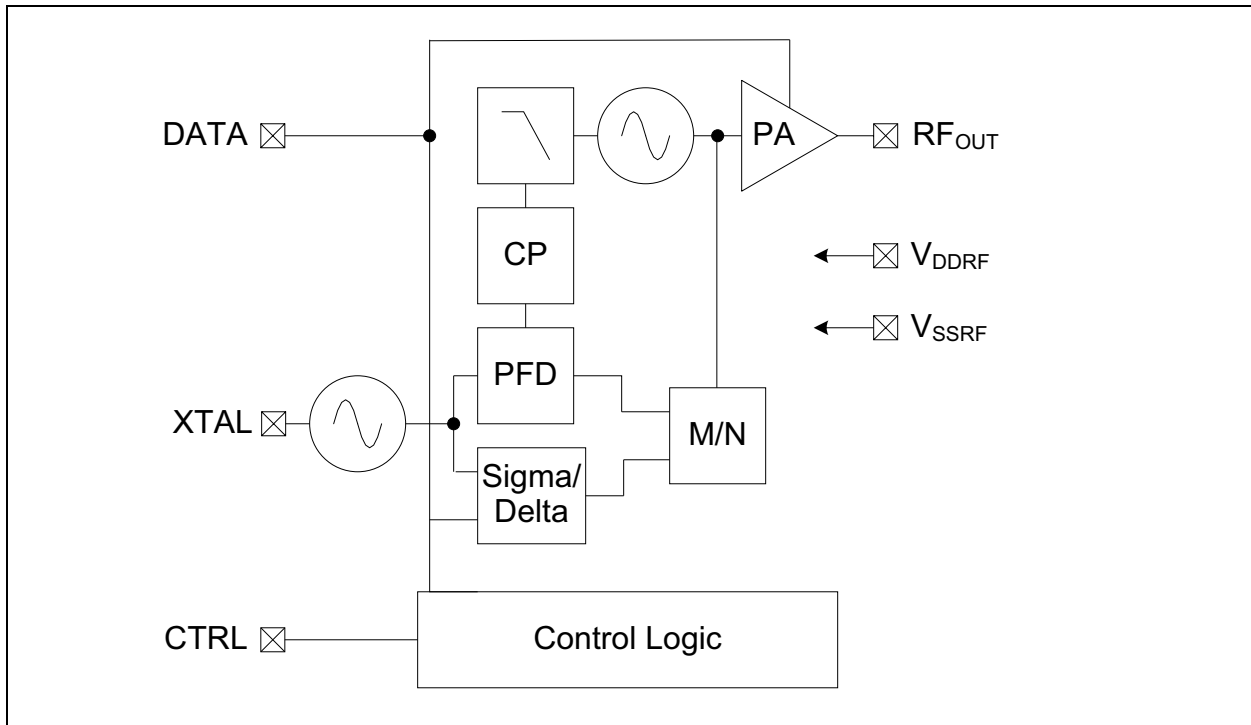 DATA
PA
RFOUT
CP
VDDRF
VSSRF
PFD
XTAL
M/N
Sigma/
Delta
CTRL
Control Logic